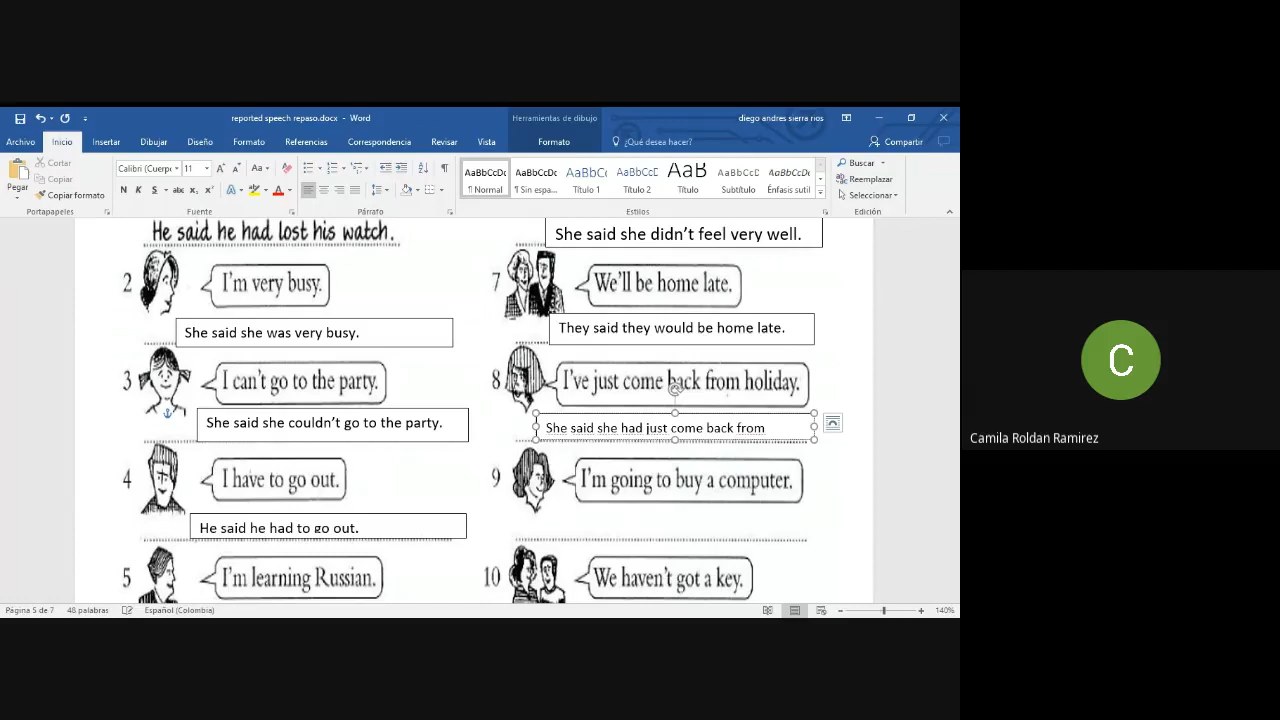 reported speech repaso.docx - Word
Herramientas de dibujo
diego andres sierra rios
Archivo
Inicio
Insertar
Dibujar
Diseño
Formato
Referencias
Correspondencia
Revisar
Vista
Formato
¿Qué desea hacer?
Compartir
Pegar
Cortar
Copiar
Copiar formato
Portapapeles
Calibri (Cuerpo
11
Aa
N K S abc x₂ x²
Fuente
Párrafo
AaBbCcDc
¶ Normal
AaBbCcDc
¶ Sin espa...
AaBbC
Título 1
AaBbCcE
Título 2
AaB
Título
AaBbCcD
Subtítulo
AaBbCcDc
Énfasis sutil
Estilos
Buscar
Reemplazar
Seleccionar
Edición
He said he had lost his watch.
2
I'm very busy.
She said she was very busy.
3
I can't go to the party.
She said she couldn't go to the party.
4
I have to go out.
He said he had to go out.
5
I'm learning Russian.
She said she didn't feel very well.
7
We'll be home late.
They said they would be home late.
8
I've just come back from holiday.
She said she had just come back from
9
I'm going to buy a computer.
10
We haven't got a key.
Página 5 de 7
48 palabras
Español (Colombia)
140%
C
Camila Roldan Ramirez